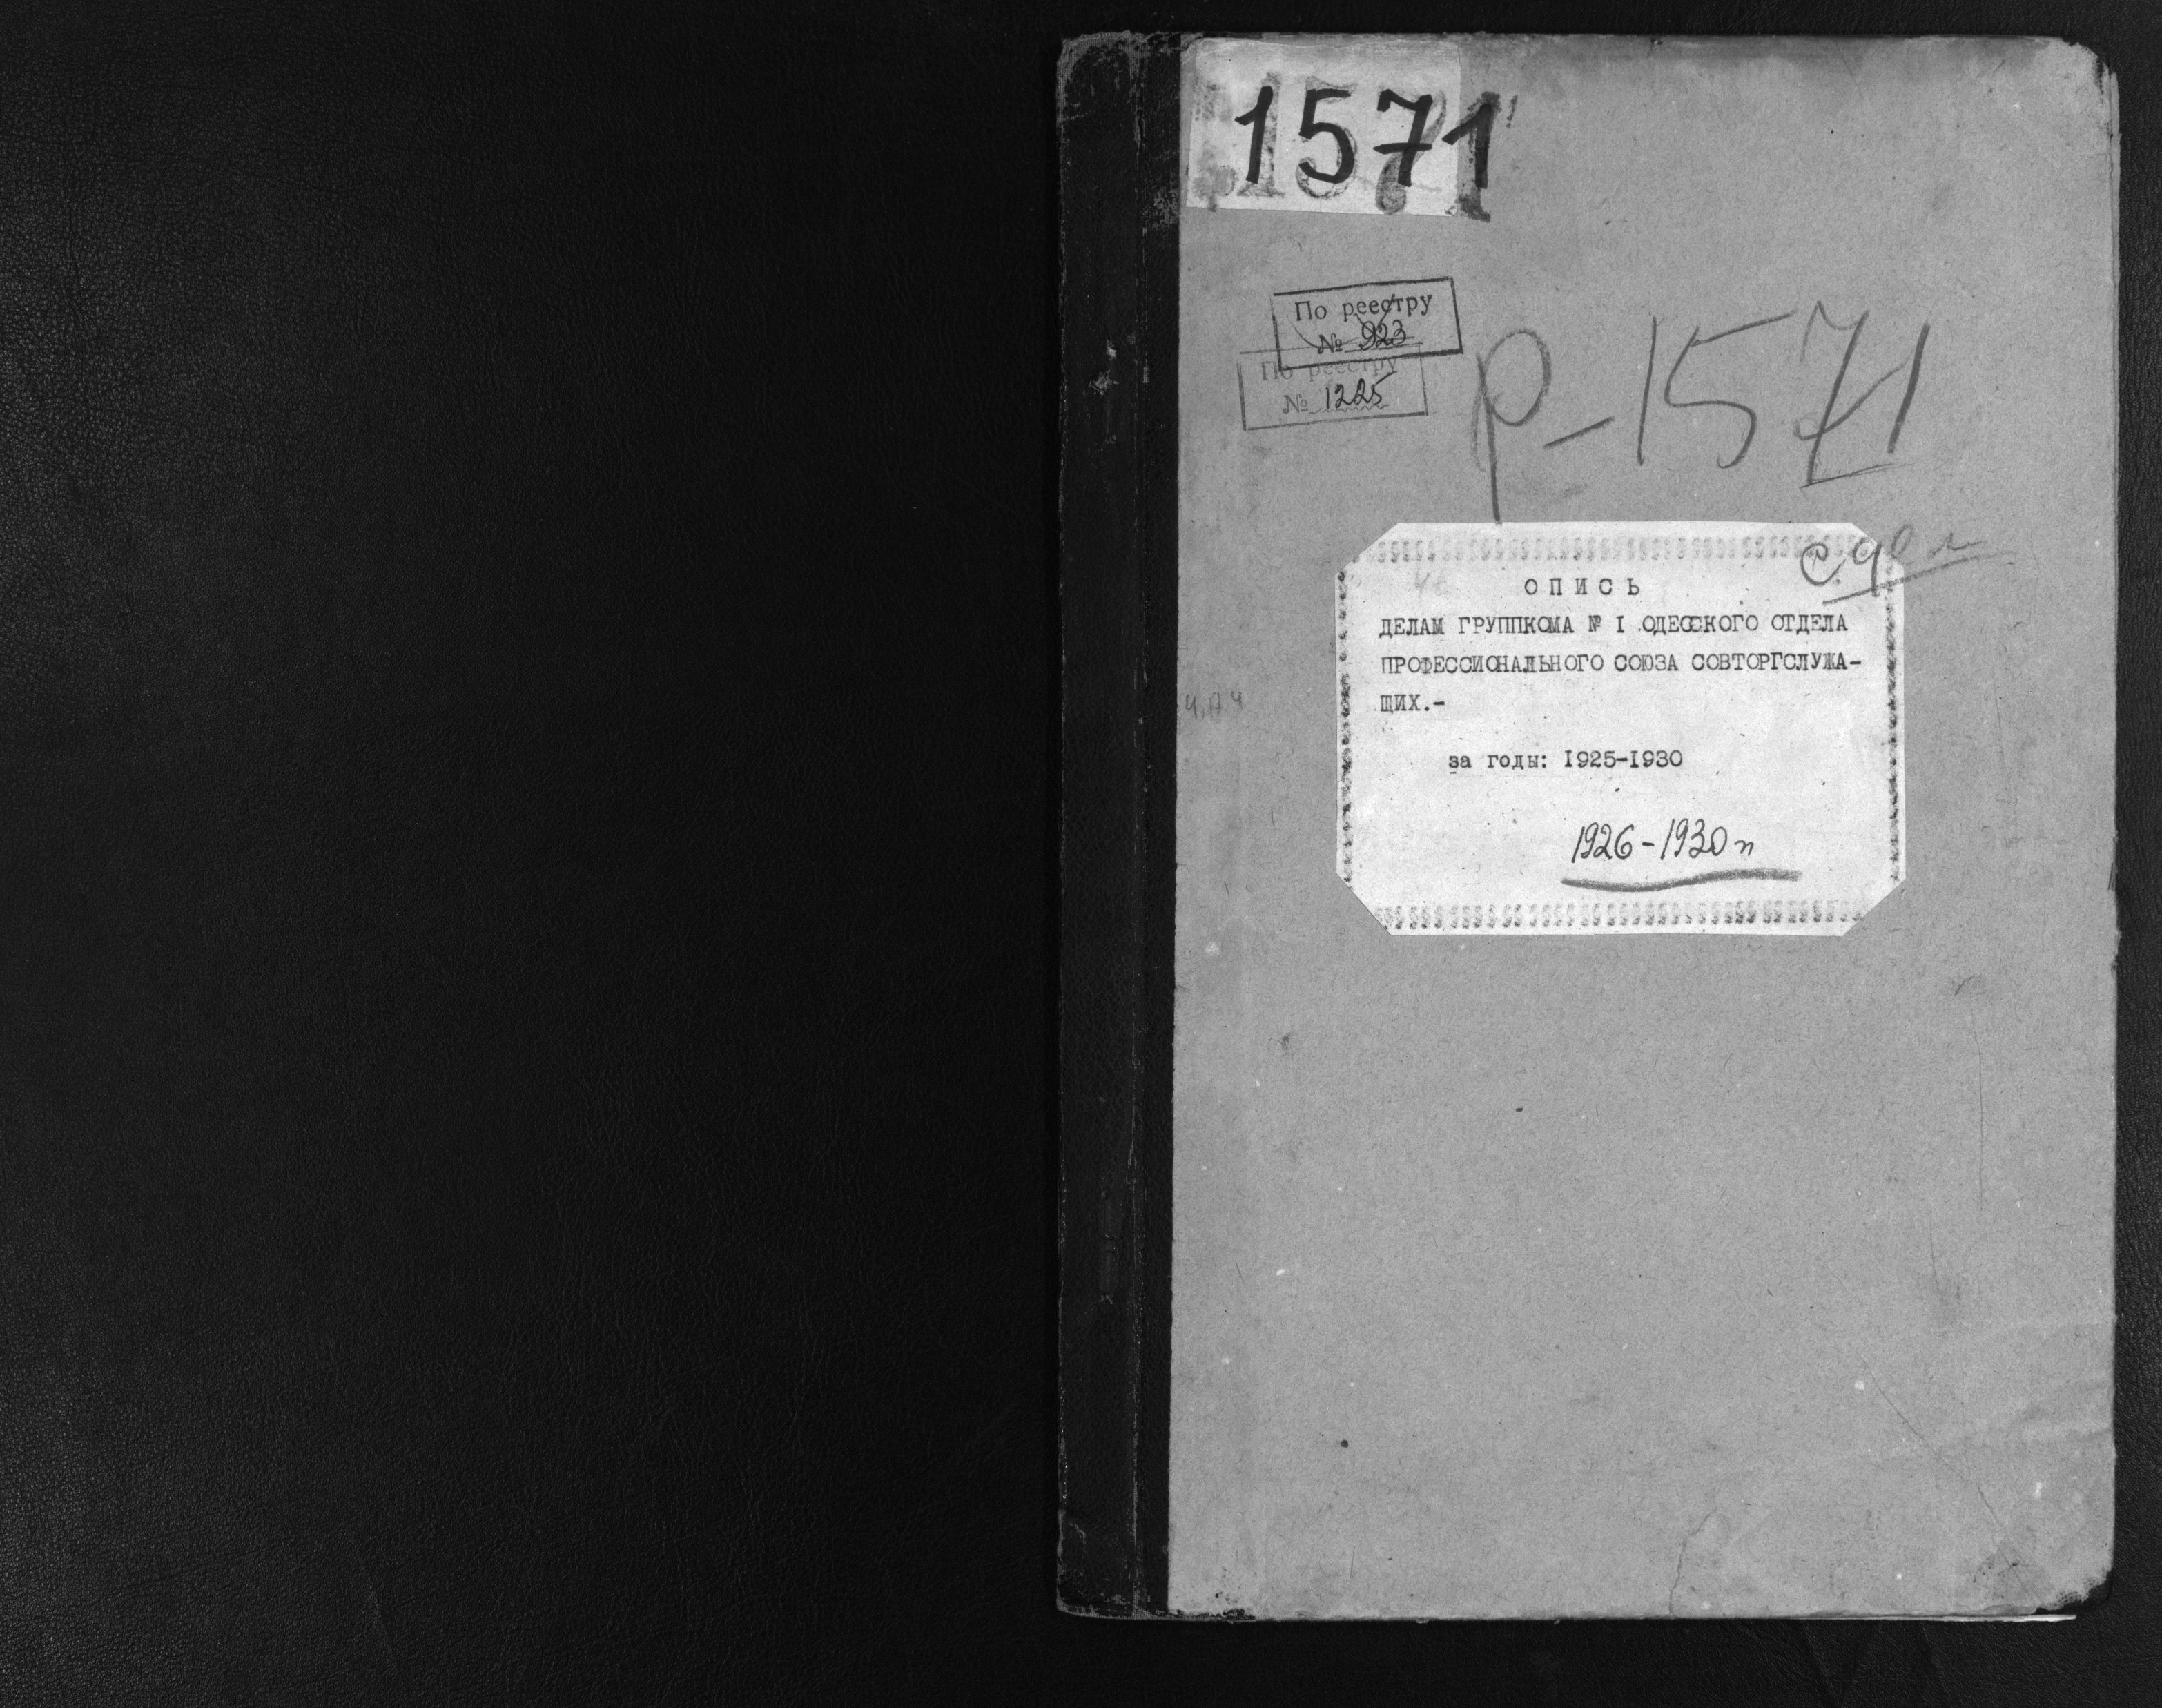 1571
По реестру
№ 923
По реестру
№ 1225
Р-1571
ОПИСЬ
ДЕЛАМ ГРУППКОМА № I ОДЕССКОГО ОТДЕЛА
ПРОФЕССИОНАЛЬНОГО СОЮЗА СОВТОРГСЛУЖА-
ЩИХ.-
за годы: 1925-1930
1926-1930